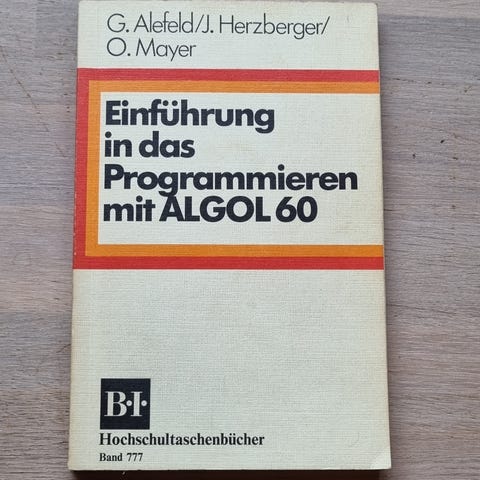 G. Alefeld/J. Herzberger/
O. Mayer
Einführung
in das
Programmieren
mit ALGOL 60
B·I·
Hochschultaschenbücher
Band 777